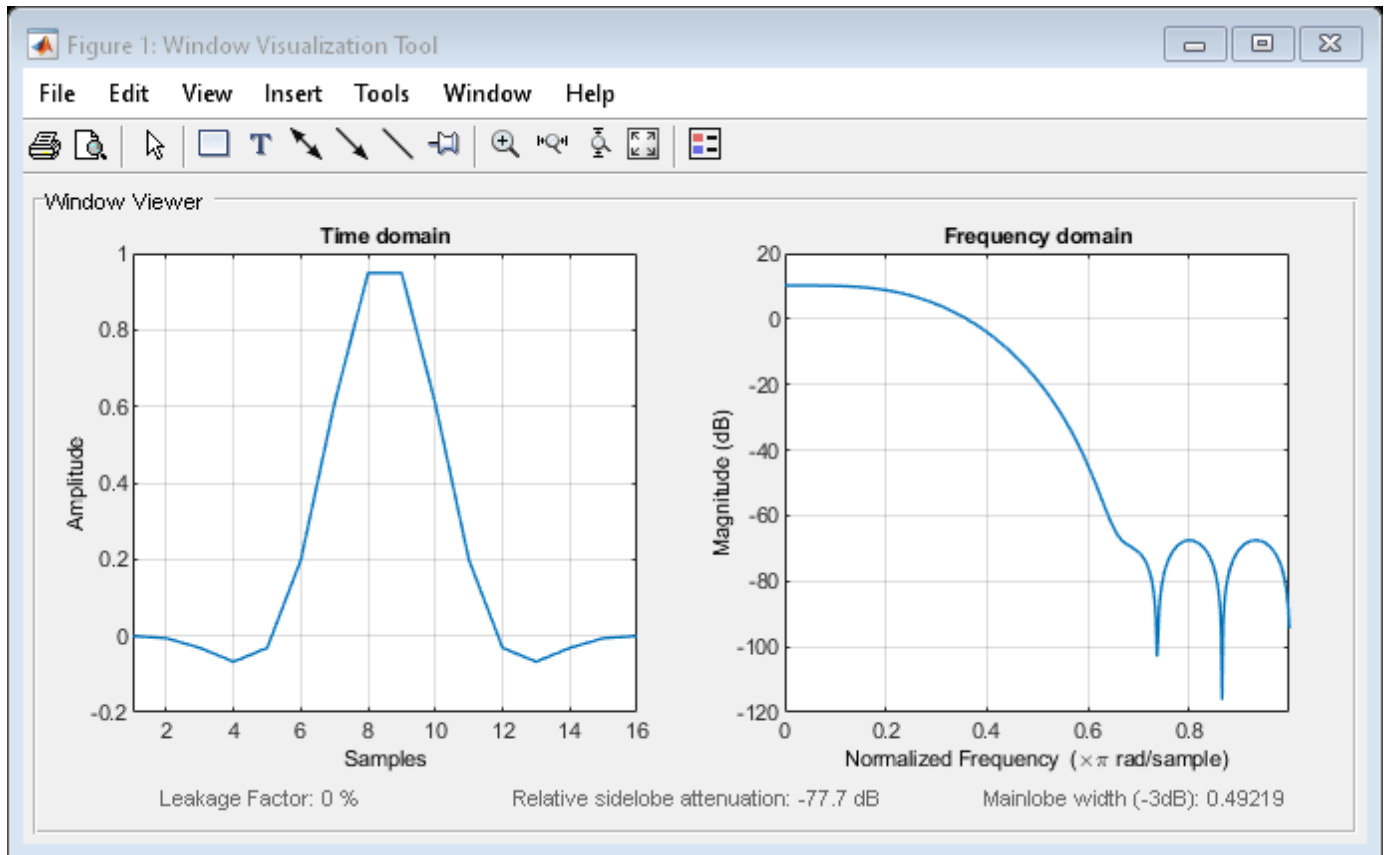 Figure 1: Window Visualization Tool
File Edit View Insert Tools Window Help
T
Window Viewer
Time domain
1
0.8
0.6
0.4
0.2
0
-0.2
2 4 6 8 10 12 14 16
Amplitude
Samples
Frequency domain
20
0
-20
-40
-60
-80
-100
-120
0 0.2 0.4 0.6 0.8
Magnitude (dB)
Normalized Frequency (×π rad/sample)
Leakage Factor: 0 % Relative sidelobe attenuation: -77.7 dB Mainlobe width (-3dB): 0.49219